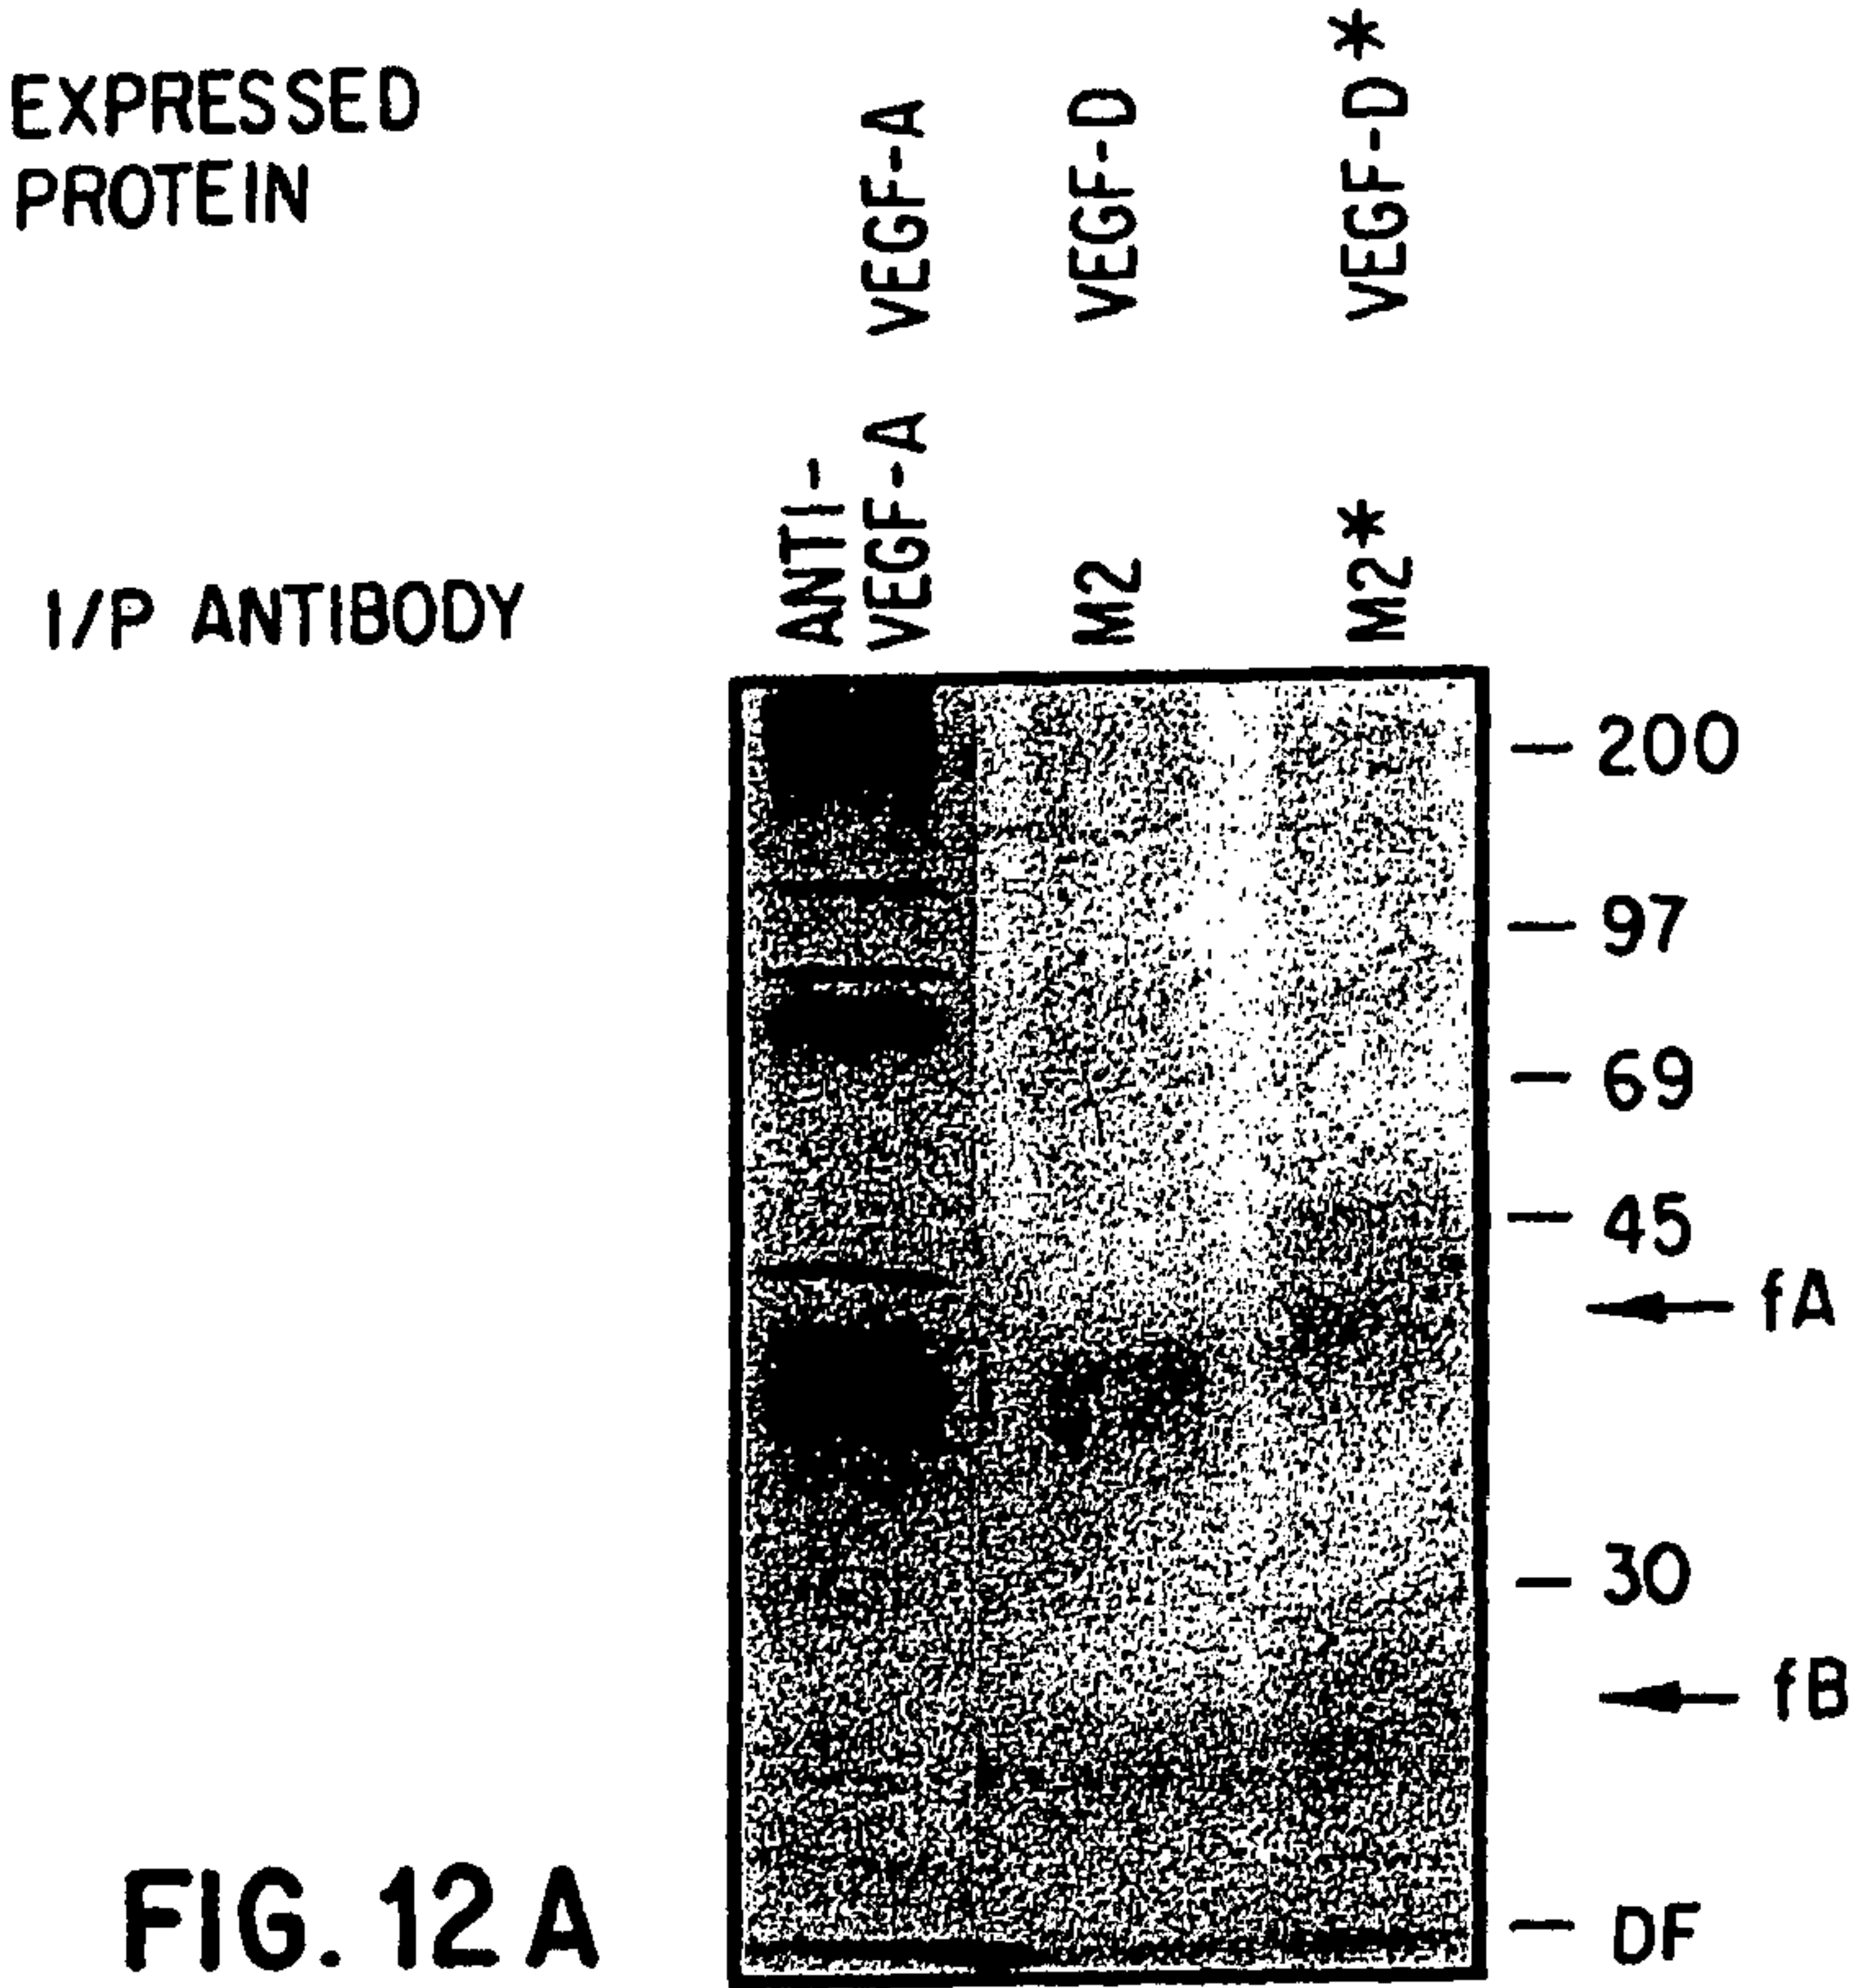 EXPRESSED
PROTEIN
VEGF-A
VEGF-D
VEGF-D*
I/P ANTIBODY
ANTI-
VEGF-A
M2
M2*
200
97
69
45
fA
30
fB
DF
FIG. 12A